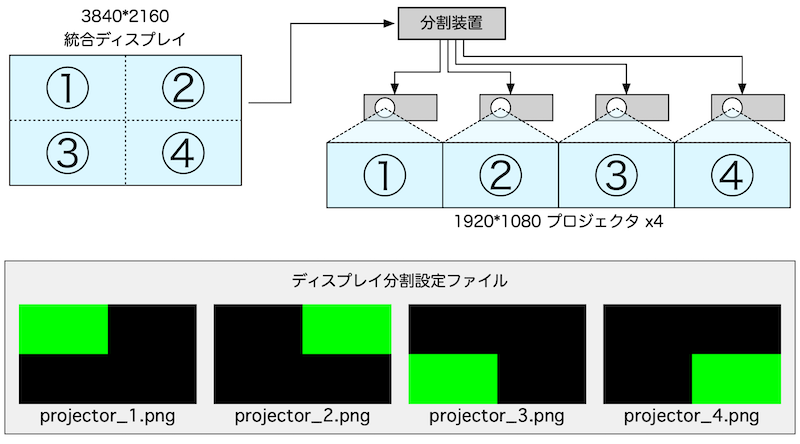 3840*2160
統合ディスプレイ
分割装置
①
②
③
④
①
②
③
④
1920*1080 プロジェクタ x4
ディスプレイ分割設定ファイル
projector_1.png
projector_2.png
projector_3.png
projector_4.png